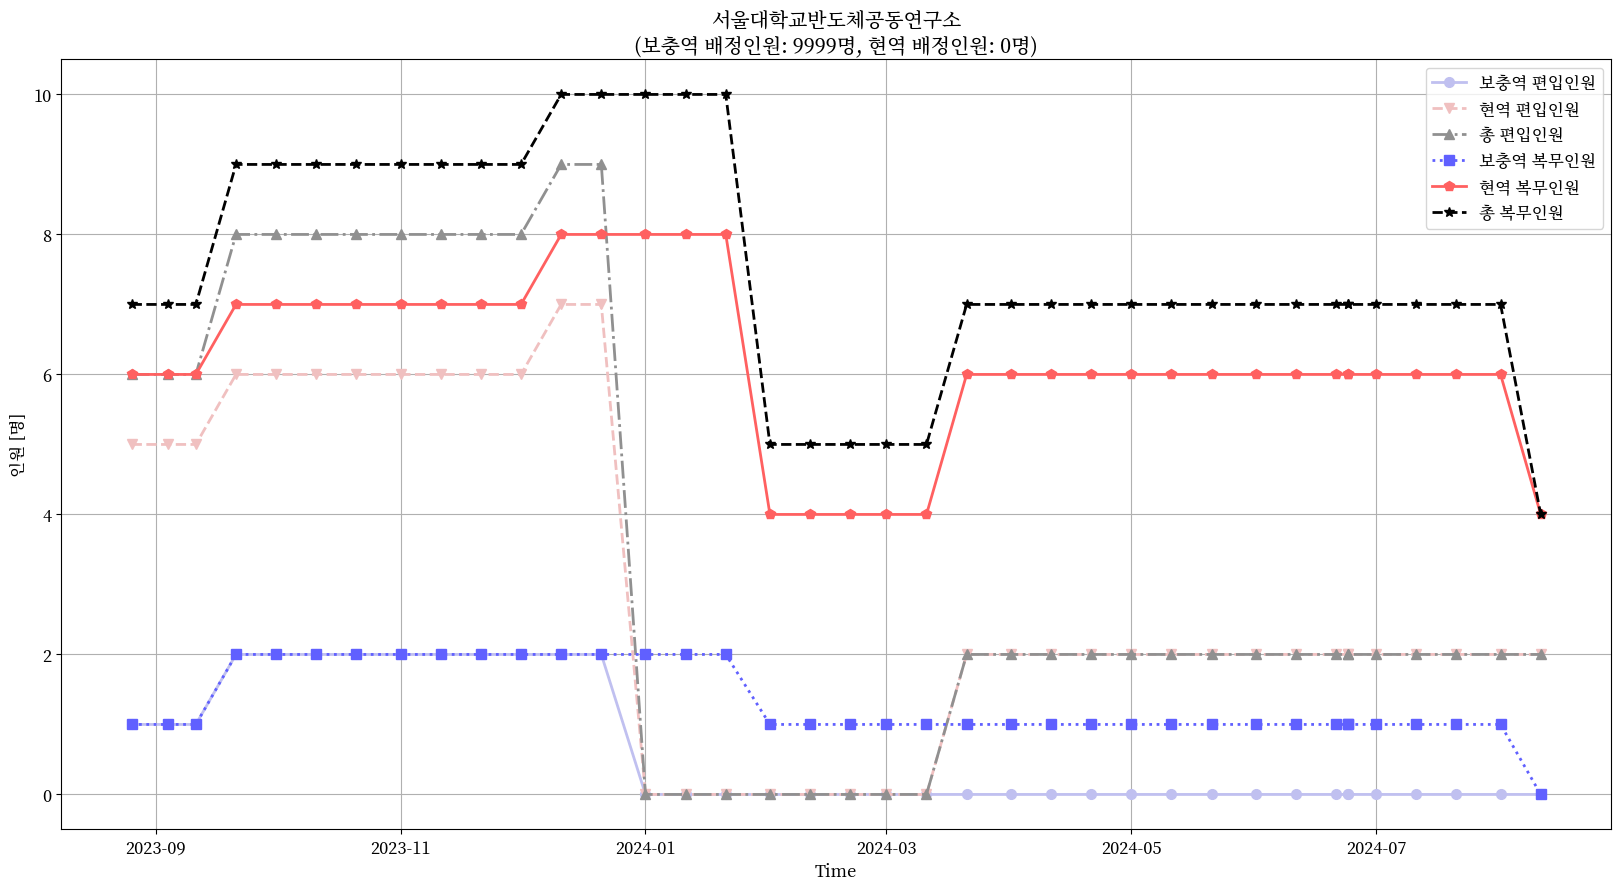 서울대학교반도체공동연구소
(보충역 배정인원: 9999명, 현역 배정인원: 0명)
보충역 편입인원
현역 편입인원
총 편입인원
보충역 복무인원
현역 복무인원
총 복무인원
인원 [명]
10
8
6
4
2
0
2023-09
2023-11
2024-01
2024-03
2024-05
2024-07
Time